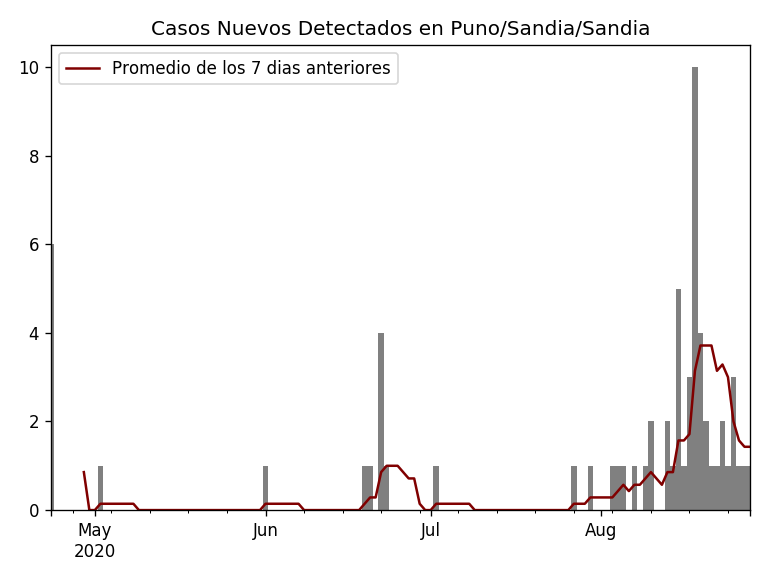 Casos Nuevos Detectados en Puno/Sandia/Sandia
Promedio de los 7 dias anteriores
10
8
6
4
2
0
May Jun Jul Aug
2020